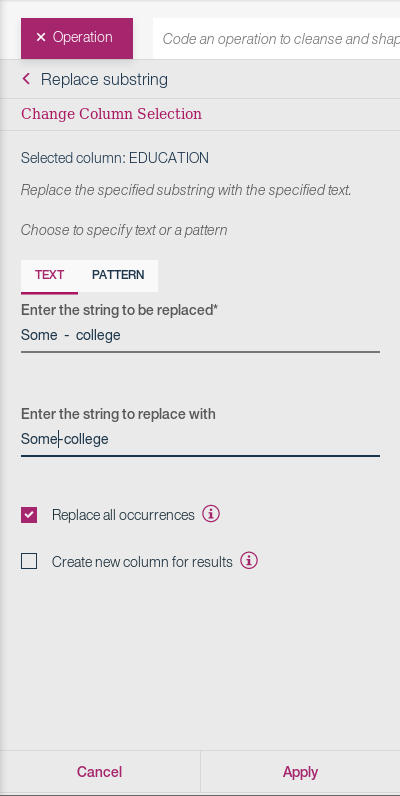 × Operation
Code an operation to cleanse and shap
Replace substring
Change Column Selection
Selected column: EDUCATION
Replace the specified substring with the specified text.
Choose to specify text or a pattern
TEXT PATTERN
Enter the string to be replaced*
Some - college
Enter the string to replace with
Some-college
Replace all occurrences
Create new column for results
Cancel Apply